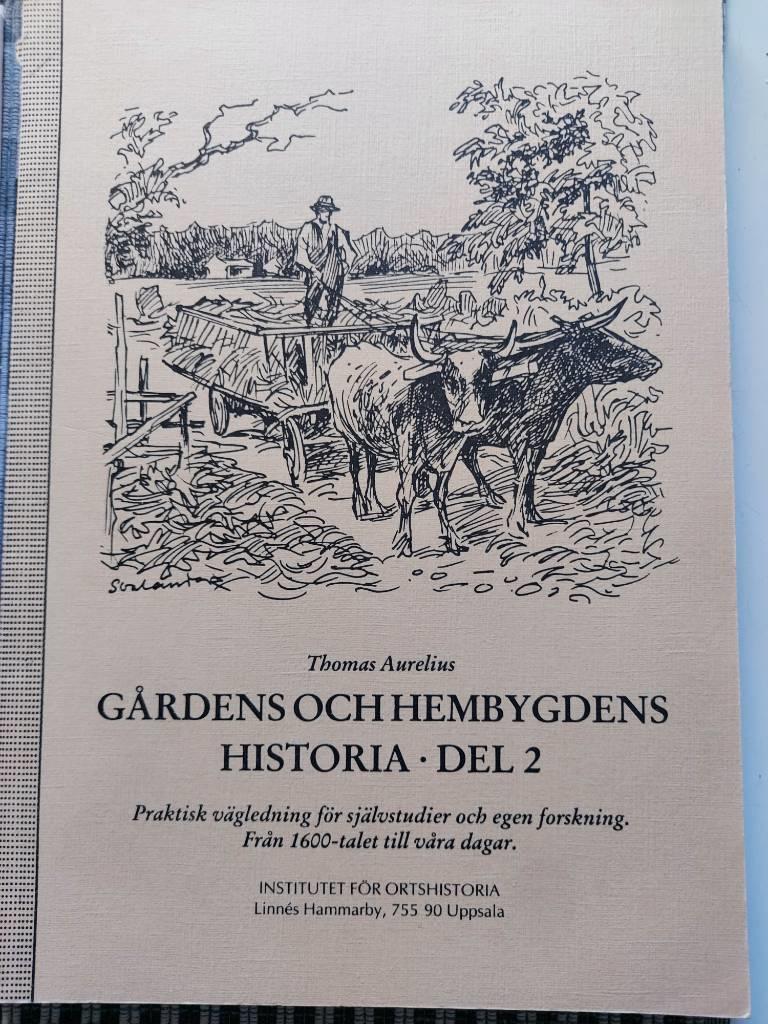 Thomas Aurelius
GÅRDENS OCH HEMBYGDENS
HISTORIA · DEL 2
Praktisk vägledning för självstudier och egen forskning.
Från 1600-talet till våra dagar.
INSTITUTET FÖR ORTSHISTORIA
Linnés Hammarby, 755 90 Uppsala